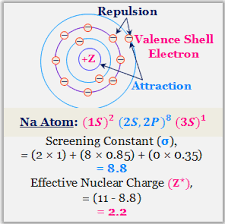 Repulsion
Valence Shell
Electron
+Z
Attraction
Na Atom: (1S)² (2S, 2P)⁸ (3S)¹
Screening Constant (σ),
= (2 × 1) + (8 × 0.85) + (0 × 0.35)
= 8.8
Effective Nuclear Charge (Z*),
= (11 - 8.8)
= 2.2